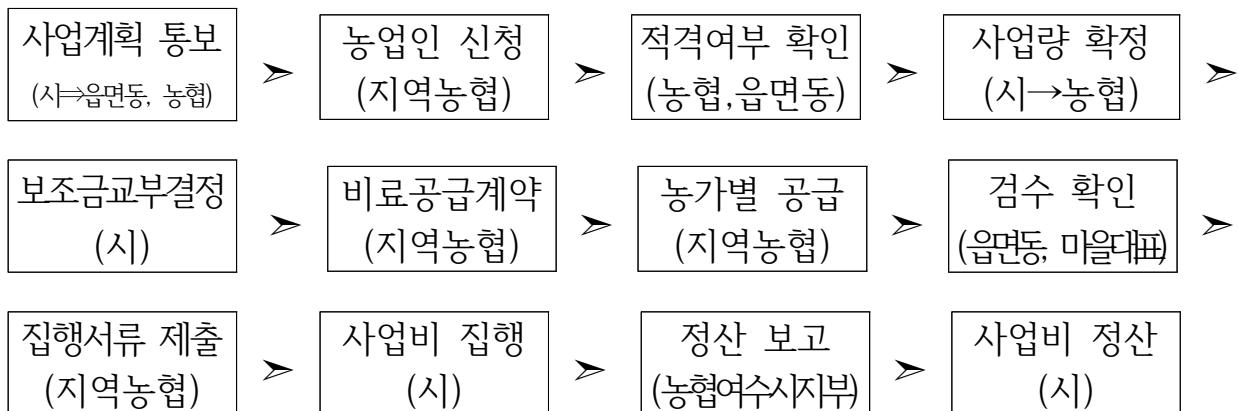 사업계획 통보
(시⇒읍면동, 농협)
➢
농업인 신청
(지역농협)
➢
적격여부 확인
(농협,읍면동)
➢
사업량 확정
(시→농협)
➢
보조금교부결정
(시)
➢
비료공급계약
(지역농협)
➢
농가별 공급
(지역농협)
➢
검수 확인
(읍면동, 마을대표)
➢
집행서류 제출
(지역농협)
➢
사업비 집행
(시)
➢
정산 보고
(농협여수시지부)
➢
사업비 정산
(시)